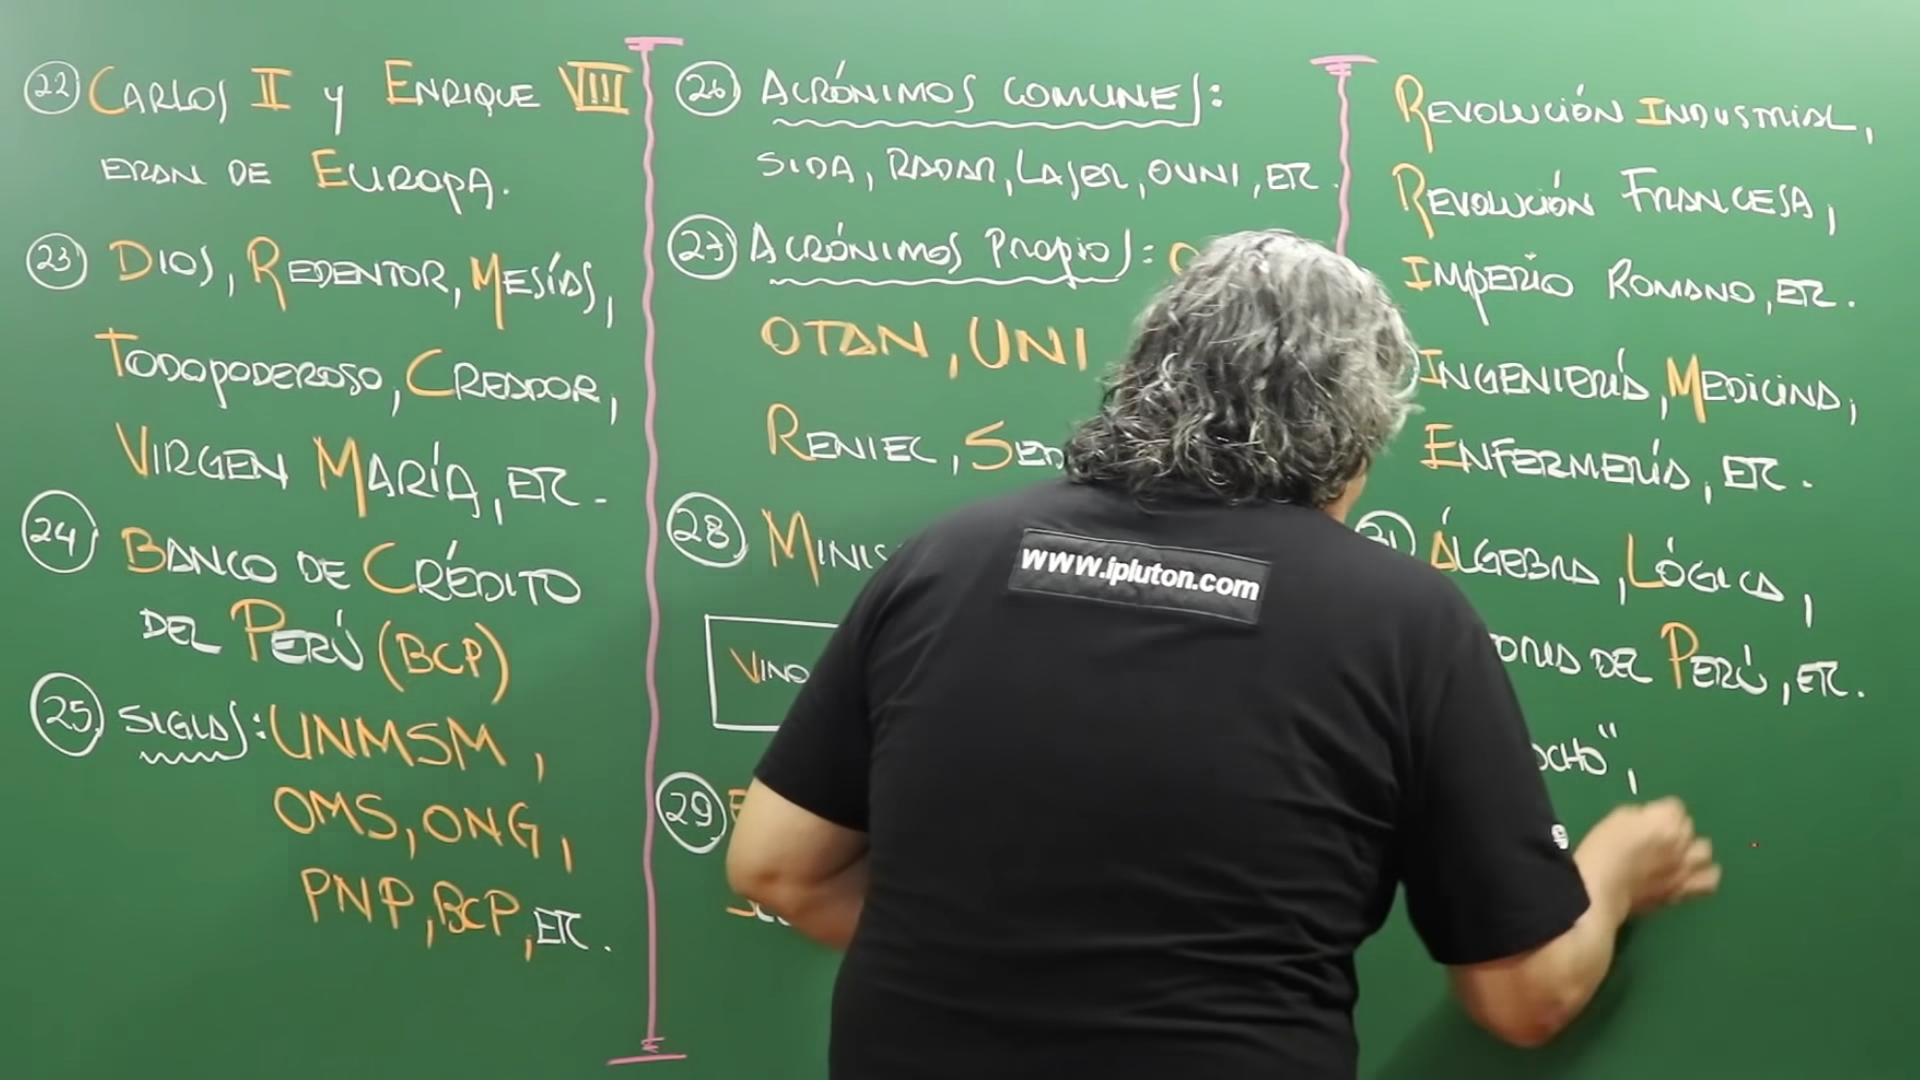 22 Carlos II y Enrique VIII
eran de Europa.
23 Dios, Redentor, Mesías,
Todopoderoso, Creador,
Virgen María, etc.
24 Banco de Crédito
del Perú (BCP)
25 siglas: UNMSM,
OMS, ONG,
PNP, BCP, etc.
26 Acrónimos comunes:
sida, radar, laser, ovni, etc.
27 Acrónimos propios:
OTAN, UNI
Reniec,
28
29
Revolución Industrial,
Revolución Francesa,
Imperio Romano, etc.
Ingeniería, Medicina,
Enfermería, etc.
Álgebra, Lógica,
del Perú, etc.
www.ipluton.com